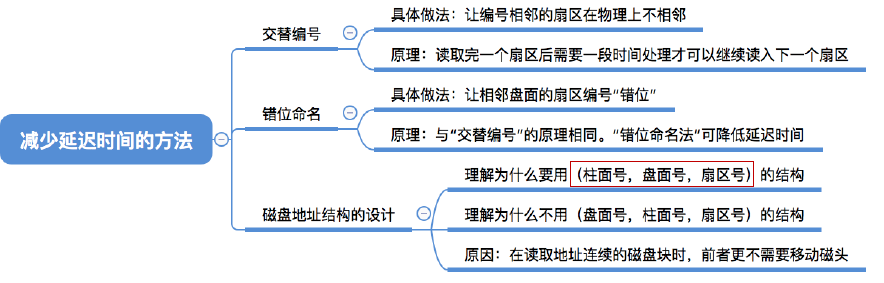 减少延迟时间的方法
交替编号
具体做法：让编号相邻的扇区在物理上不相邻
原理：读取完一个扇区后需要一段时间处理才可以继续读入下一个扇区
错位命名
具体做法：让相邻盘面的扇区编号“错位”
原理：与“交替编号”的原理相同。“错位命名法”可降低延迟时间
磁盘地址结构的设计
理解为什么要用（柱面号，盘面号，扇区号）的结构
理解为什么不用（盘面号，柱面号，扇区号）的结构
原因：在读取地址连续的磁盘块时，前者更不需要移动磁头